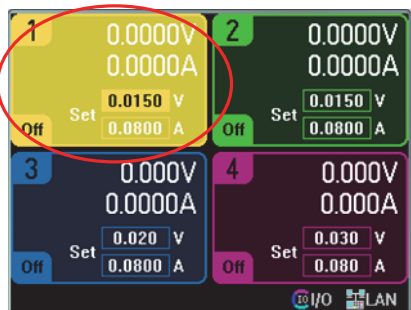 1 0.0000V
0.0000A
Set 0.0150 V
0.0800 A
Off
2 0.0000V
0.0000A
Set 0.0150 V
0.0800 A
Off
3 0.000V
0.0000A
Set 0.020 V
0.0800 A
Off
4 0.000V
0.000A
Set 0.030 V
0.080 A
Off
IO I/O LAN